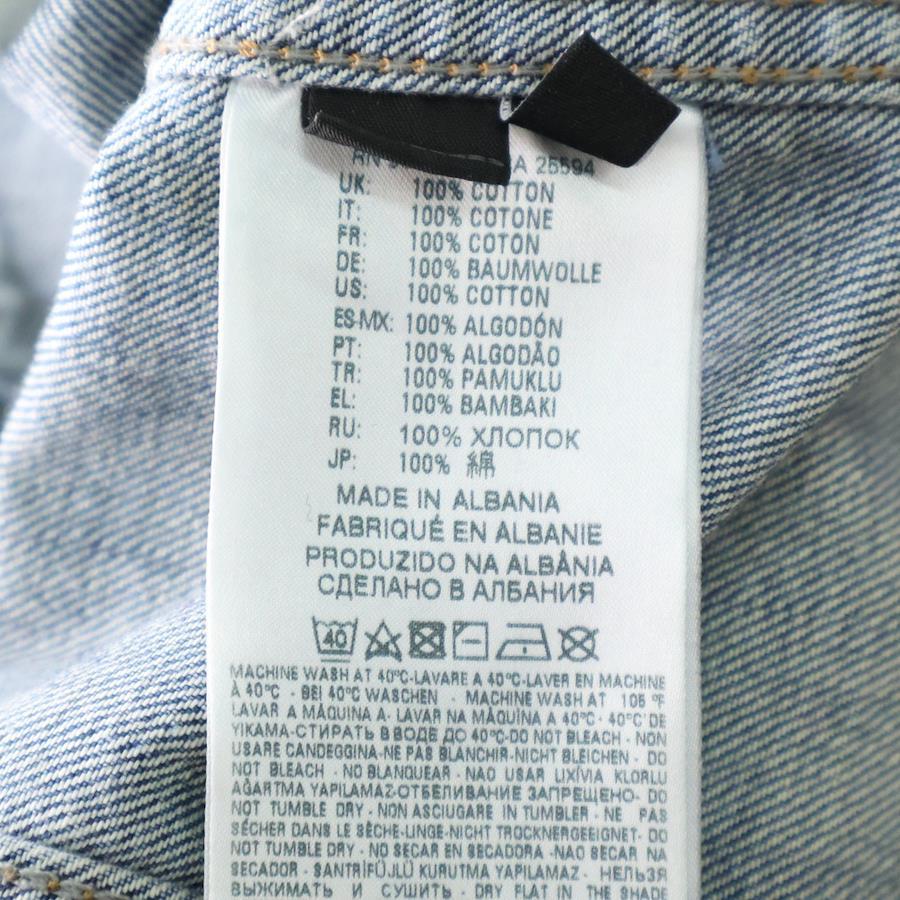 25594
UK: 100% COTTON
IT: 100% COTONE
FR: 100% COTON
DE: 100% BAUMWOLLE
US: 100% COTTON
ES-MX: 100% ALGODÓN
PT: 100% ALGODÃO
TR: 100% PAMUKLU
EL: 100% BAMBAKI
RU: 100% ХЛОПОК
JP: 100% 綿
MADE IN ALBANIA
FABRIQUÉ EN ALBANIE
PRODUZIDO NA ALBÂNIA
СДЕЛАНО В АЛБАНИЯ
40
MACHINE WASH AT 40°C-LAVARE A 40°C-LAVER EN MACHINE
À 40°C - BEI 40°C WASCHEN - MACHINE WASH AT 105 °F
LAVAR A MÁQUINA A- LAVAR NA MÁQUINA A 40°C - 40°C'DE
YIKAMA-СТИРАТЬ В ВОДЕ ДО 40°C-DO NOT BLEACH - NON
USARE CANDEGGINA-NE PAS BLANCHIR-NICHT BLEICHEN - DO
NOT BLEACH - NO BLANQUEAR - NAO USAR LIXÍVIA KLORLU
AĞARTMA YAPILAMAZ-ОТБЕЛИВАНИЕ ЗАПРЕЩЕНО- DO
NOT TUMBLE DRY - NON ASCIUGARE IN TUMBLER - NE PAS
SÉCHER DANS LE SÈCHE-LINGE-NICHT TROCKNERGEEIGNET- DO
NOT TUMBLE DRY - NO SECAR EN SECADORA -NAO SECAR NA
SECADOR - SANTRİFÜJLÜ KURUTMA YAPILAMAZ - НЕЛЬЗЯ
ВЫЖИМАТЬ И СУШИТЬ - DRY FLAT IN THE SHADE